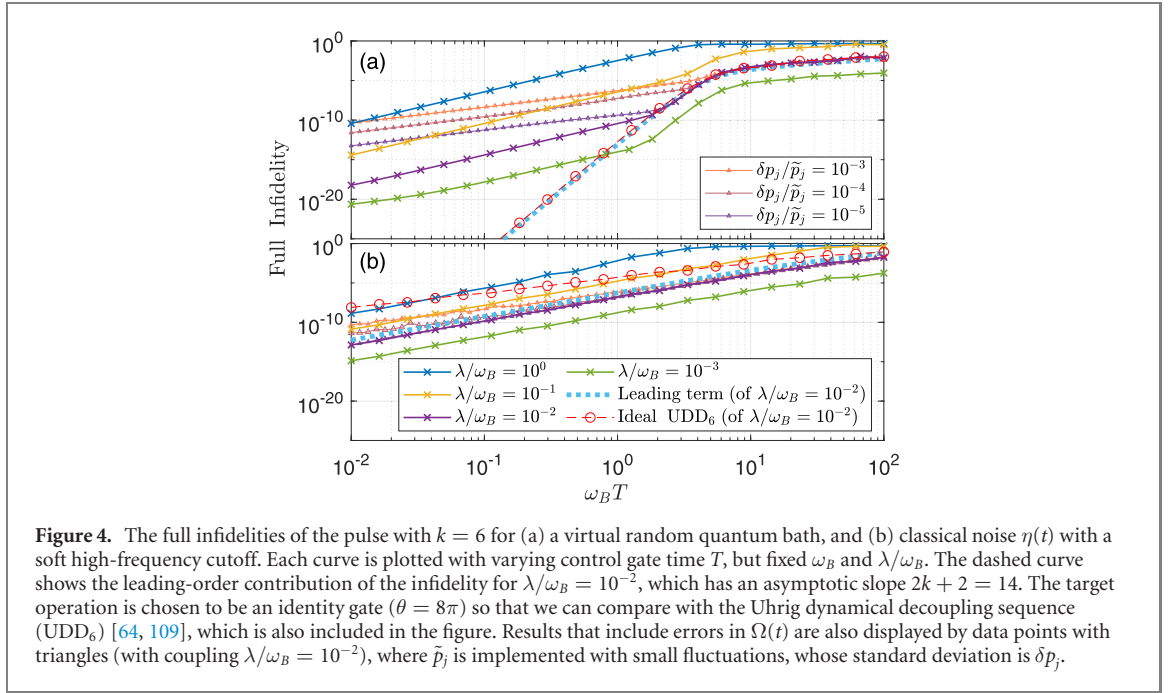 10^0
(a)
10^-10
10^-20
δp_j/p̃_j = 10^-3
δp_j/p̃_j = 10^-4
δp_j/p̃_j = 10^-5
Full Infidelity
10^0
(b)
10^-10
10^-20
λ/ω_B = 10^0
λ/ω_B = 10^-1
λ/ω_B = 10^-2
λ/ω_B = 10^-3
Leading term (of λ/ω_B = 10^-2)
Ideal UDD_6 (of λ/ω_B = 10^-2)
10^-2 10^-1 10^0 10^1 10^2
ω_B T
Figure 4. The full infidelities of the pulse with k = 6 for (a) a virtual random quantum bath, and (b) classical noise η(t) with a
soft high-frequency cutoff. Each curve is plotted with varying control gate time T, but fixed ω_B and λ/ω_B. The dashed curve
shows the leading-order contribution of the infidelity for λ/ω_B = 10^-2, which has an asymptotic slope 2k + 2 = 14. The target
operation is chosen to be an identity gate (θ = 8π) so that we can compare with the Uhrig dynamical decoupling sequence
(UDD_6) [64, 109], which is also included in the figure. Results that include errors in Ω(t) are also displayed by data points with
triangles (with coupling λ/ω_B = 10^-2), where p̃_j is implemented with small fluctuations, whose standard deviation is δp_j.